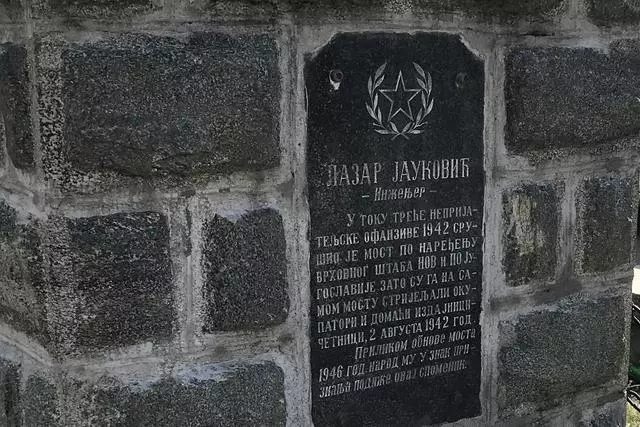 ЛАЗАР ЈАУКОВИЋ
– Инжењер –
У ТОКУ ТРЕЋЕ НЕПРИЈА-
ТЕЉСКЕ ОФАНЗИВЕ 1942 СРУ-
ШИО ЈЕ МОСТ ПО НАРЕЂЕЊУ
ВРХОВНОГ ШТАБА НОВ И ПО ЈУ-
ГОСЛАВИЈЕ ЗАТО СУ ГА НА СА-
МОМ МОСТУ СТРИЈЕЉАЛИ ОКУ-
ПАТОРИ И ДОМАЋИ ИЗДАЈНИЦИ
ЧЕТНИЦИ, 2 АВГУСТА 1942 ГОД.
Приликом обнове моста
1946 год. народ му у знак при-
знања подиже овај споменик.